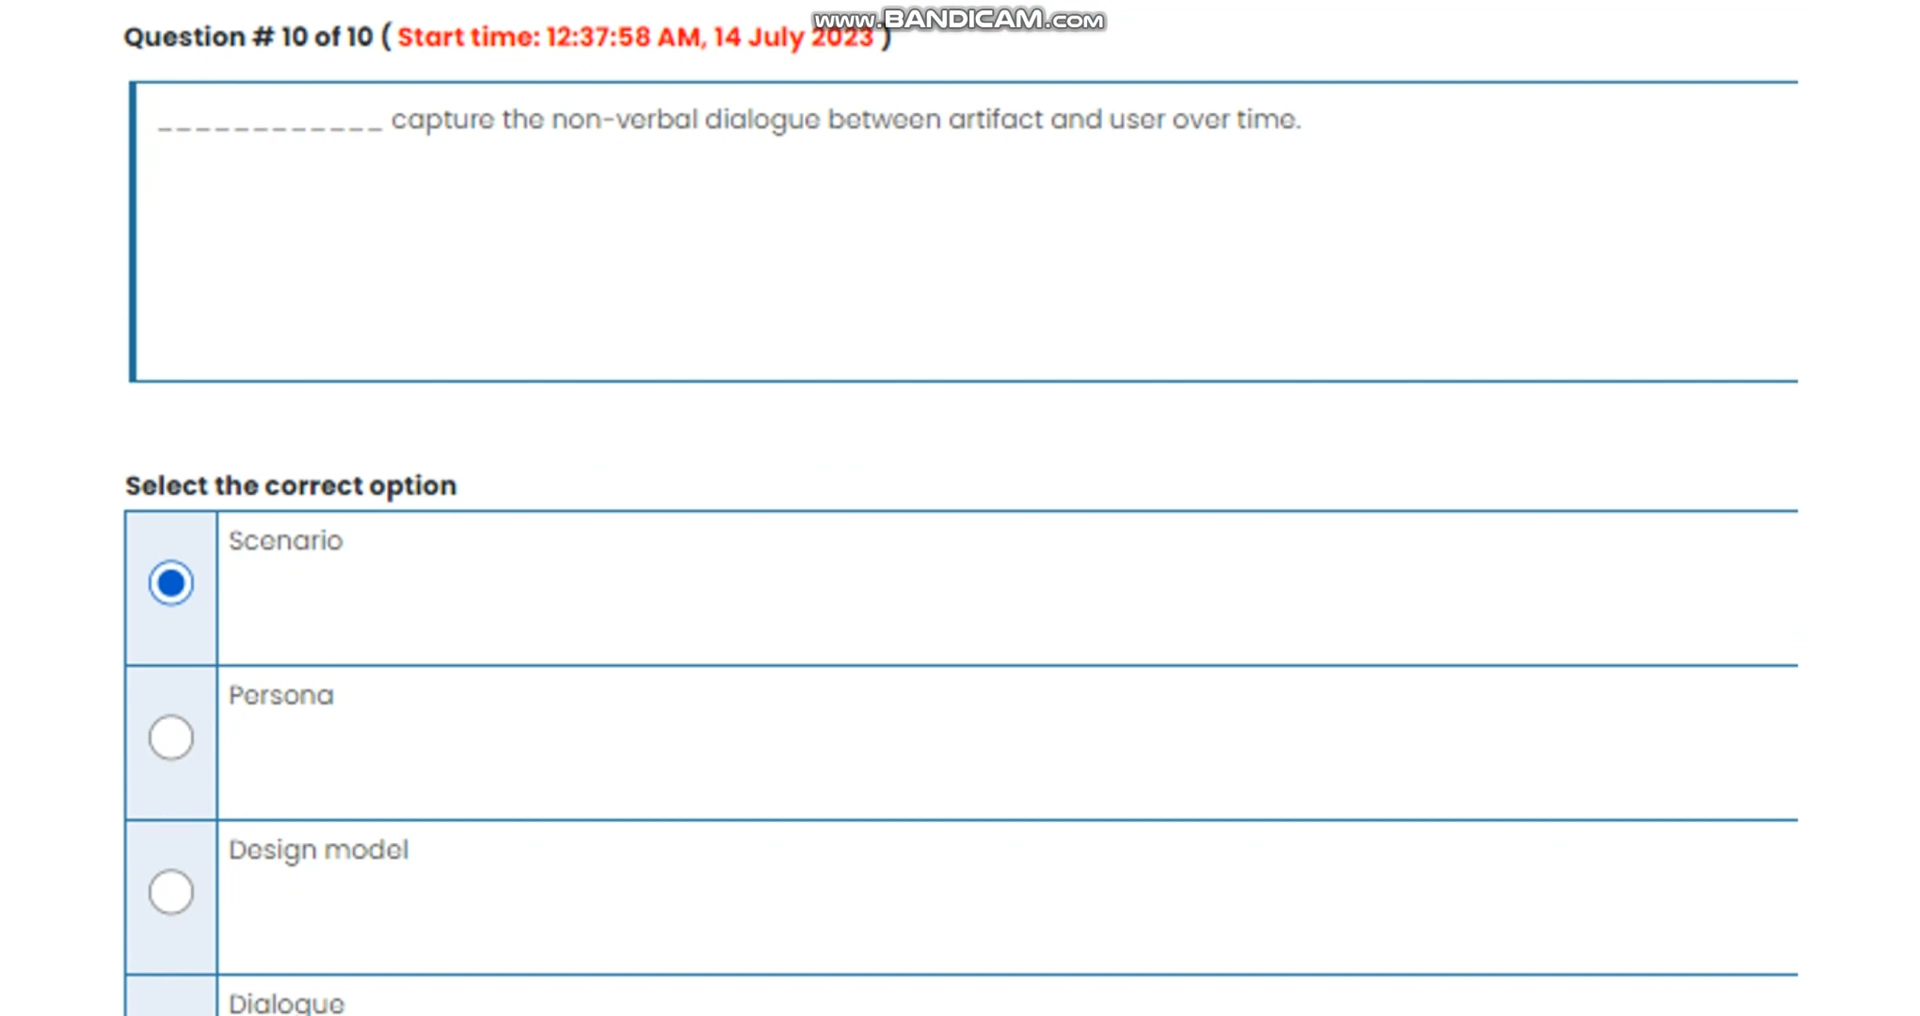 www.BANDICAM.com
Question # 10 of 10 ( Start time: 12:37:58 AM, 14 July 2023 )
____________ capture the non-verbal dialogue between artifact and user over time.
Select the correct option
Scenario
Persona
Design model
Dialogue